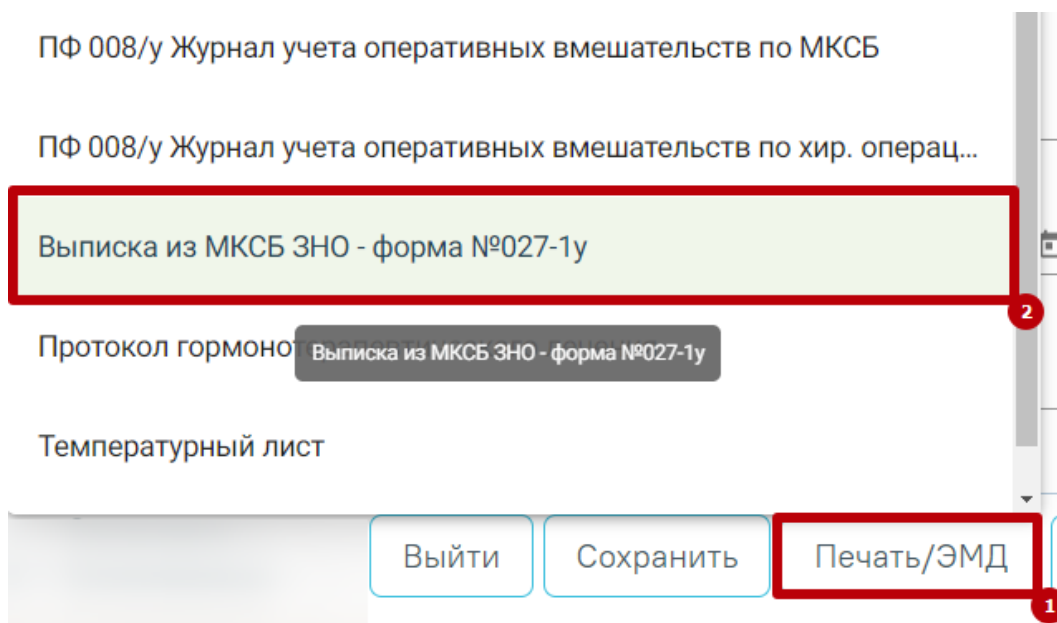 ПФ 008/у Журнал учета оперативных вмешательств по МКСБ
ПФ 008/у Журнал учета оперативных вмешательств по хир. операц...
Выписка из МКСБ ЗНО - форма №027-1у
2
Протокол гормоно
Выписка из МКСБ ЗНО - форма №027-1у
Температурный лист
Выйти
Сохранить
Печать/ЭМД
1